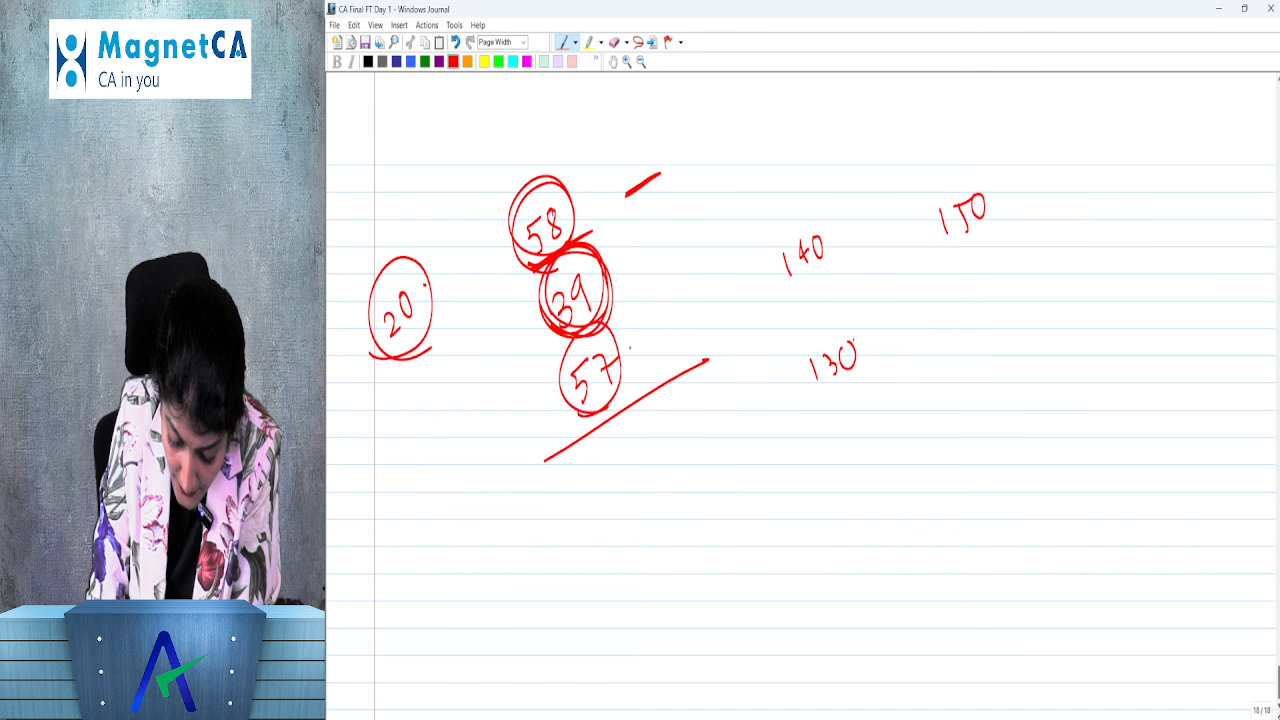 MagnetCA
CA in you
CA Final FT Day 1 - Windows Journal
File Edit View Insert Actions Tools Help
Page Width
B I
58
150
140
20
39
57
130
18 / 18